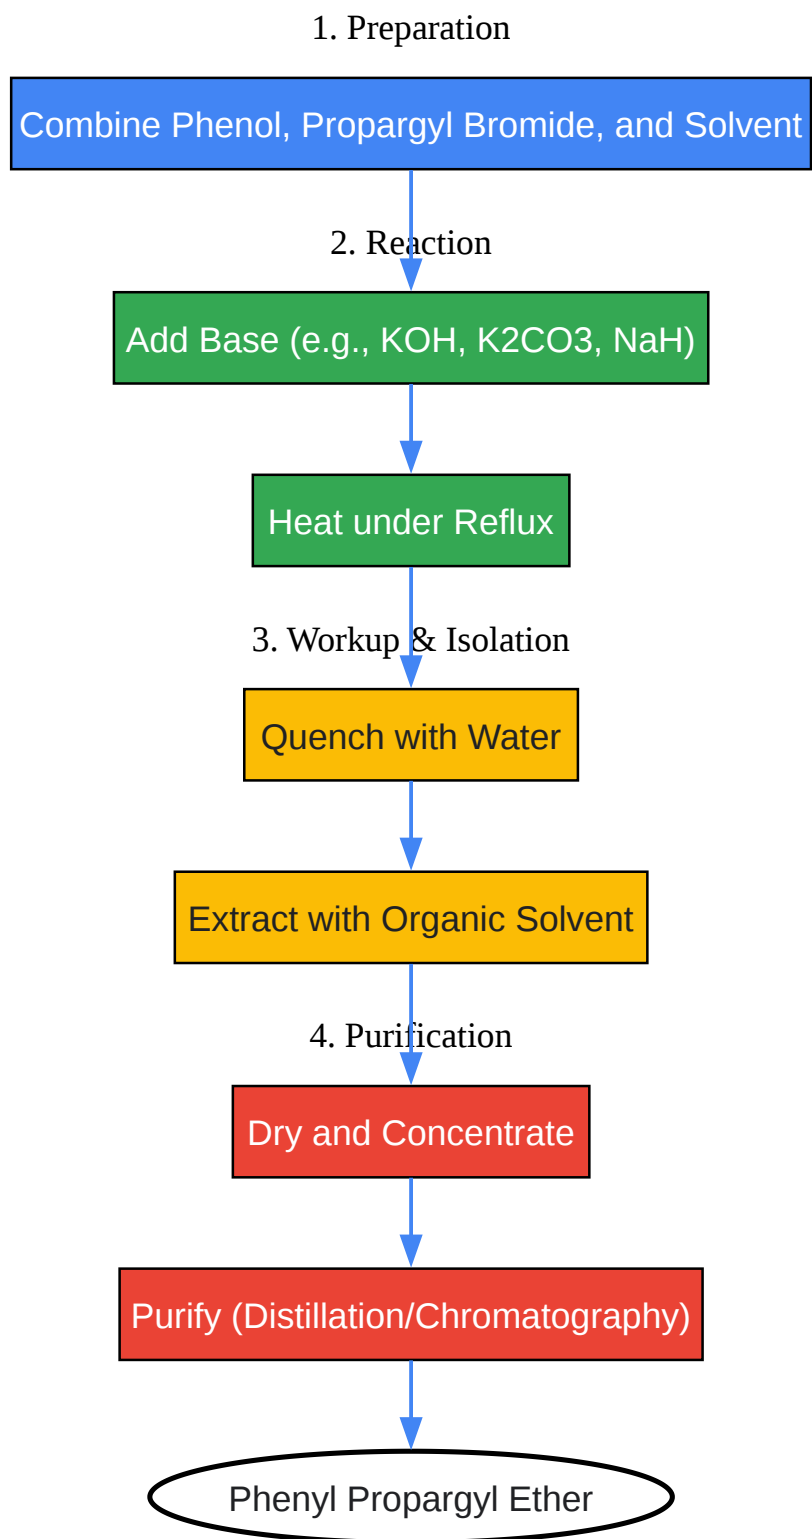 1. Preparation
Combine Phenol, Propargyl Bromide, and Solvent
2. Reaction
Add Base (e.g., KOH, K2CO3, NaH)
Heat under Reflux
3. Workup & Isolation
Quench with Water
Extract with Organic Solvent
4. Purification
Dry and Concentrate
Purify (Distillation/Chromatography)
Phenyl Propargyl Ether